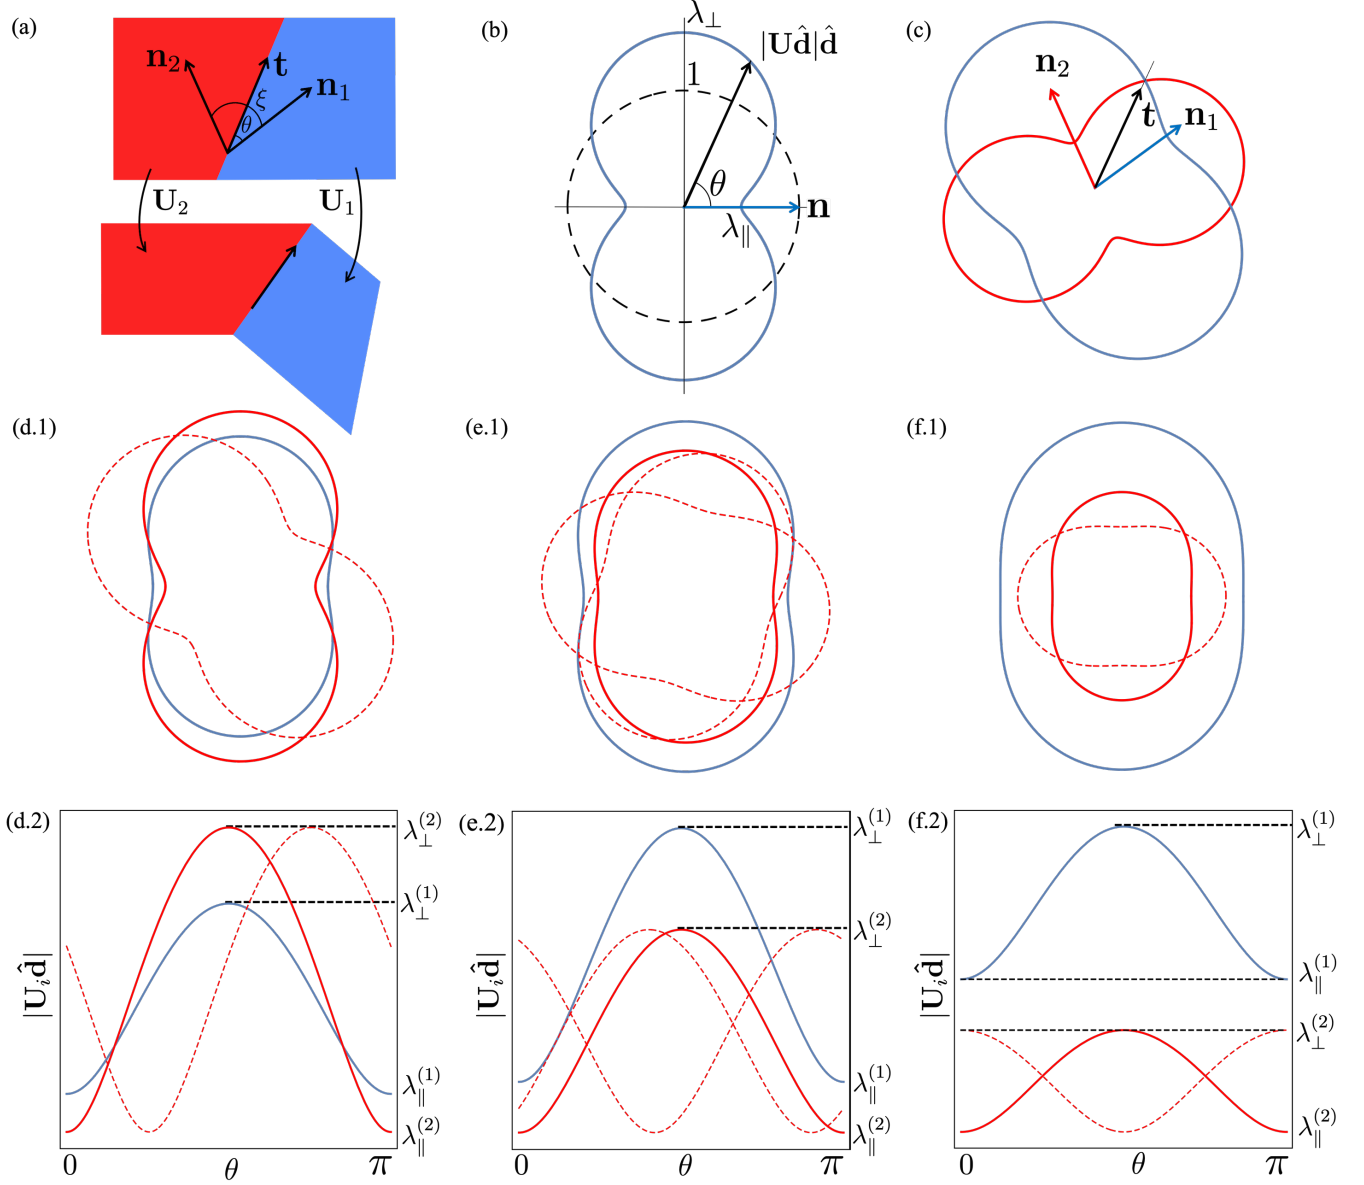 (a)
n₂
t
n₁
ξ
θ
U₂
U₁
(b)
λ⊥
|Ud̂|d̂
1
θ
n
λ∥
(c)
n₂
t
n₁
(d.1)
(e.1)
(f.1)
(d.2)
λ⊥⁽²⁾
λ⊥⁽¹⁾
|Uᵢd̂|
λ∥⁽¹⁾
λ∥⁽²⁾
0
θ
π
(e.2)
λ⊥⁽¹⁾
λ⊥⁽²⁾
|Uᵢd̂|
λ∥⁽¹⁾
λ∥⁽²⁾
0
θ
π
(f.2)
λ⊥⁽¹⁾
λ∥⁽¹⁾
|Uᵢd̂|
λ⊥⁽²⁾
λ∥⁽²⁾
0
θ
π